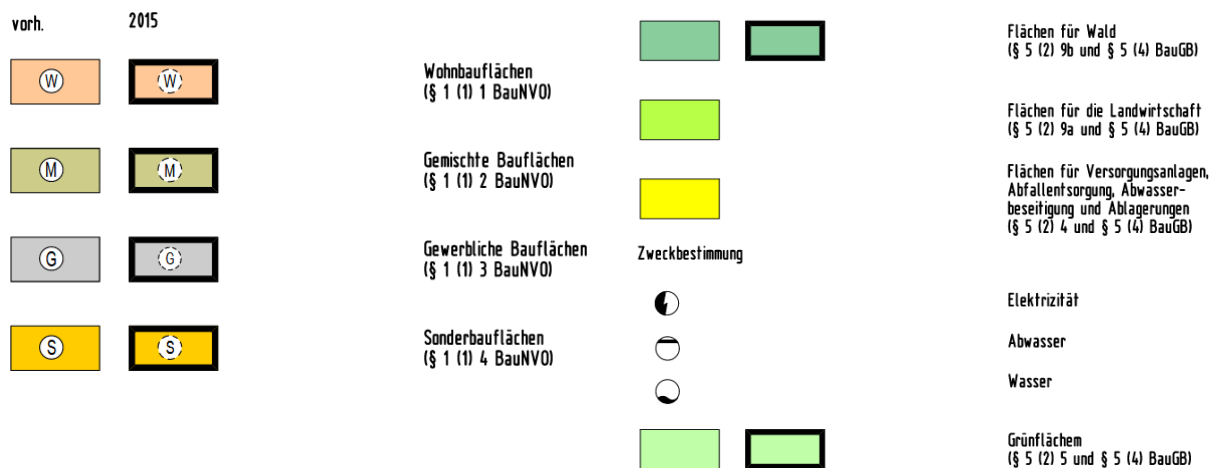 vorh. 2015
W W Wohnbauflächen
(§ 1 (1) 1 BauNVO)
M M Gemischte Bauflächen
(§ 1 (1) 2 BauNVO)
G G Gewerbliche Bauflächen
(§ 1 (1) 3 BauNVO)
S S Sonderbauflächen
(§ 1 (1) 4 BauNVO)
Flächen für Wald
(§ 5 (2) 9b und § 5 (4) BauGB)
Flächen für die Landwirtschaft
(§ 5 (2) 9a und § 5 (4) BauGB)
Flächen für Versorgungsanlagen,
Abfallentsorgung, Abwasser-
beseitigung und Ablagerungen
(§ 5 (2) 4 und § 5 (4) BauGB)
Zweckbestimmung
Elektrizität
Abwasser
Wasser
Grünflächem
(§ 5 (2) 5 und § 5 (4) BauGB)